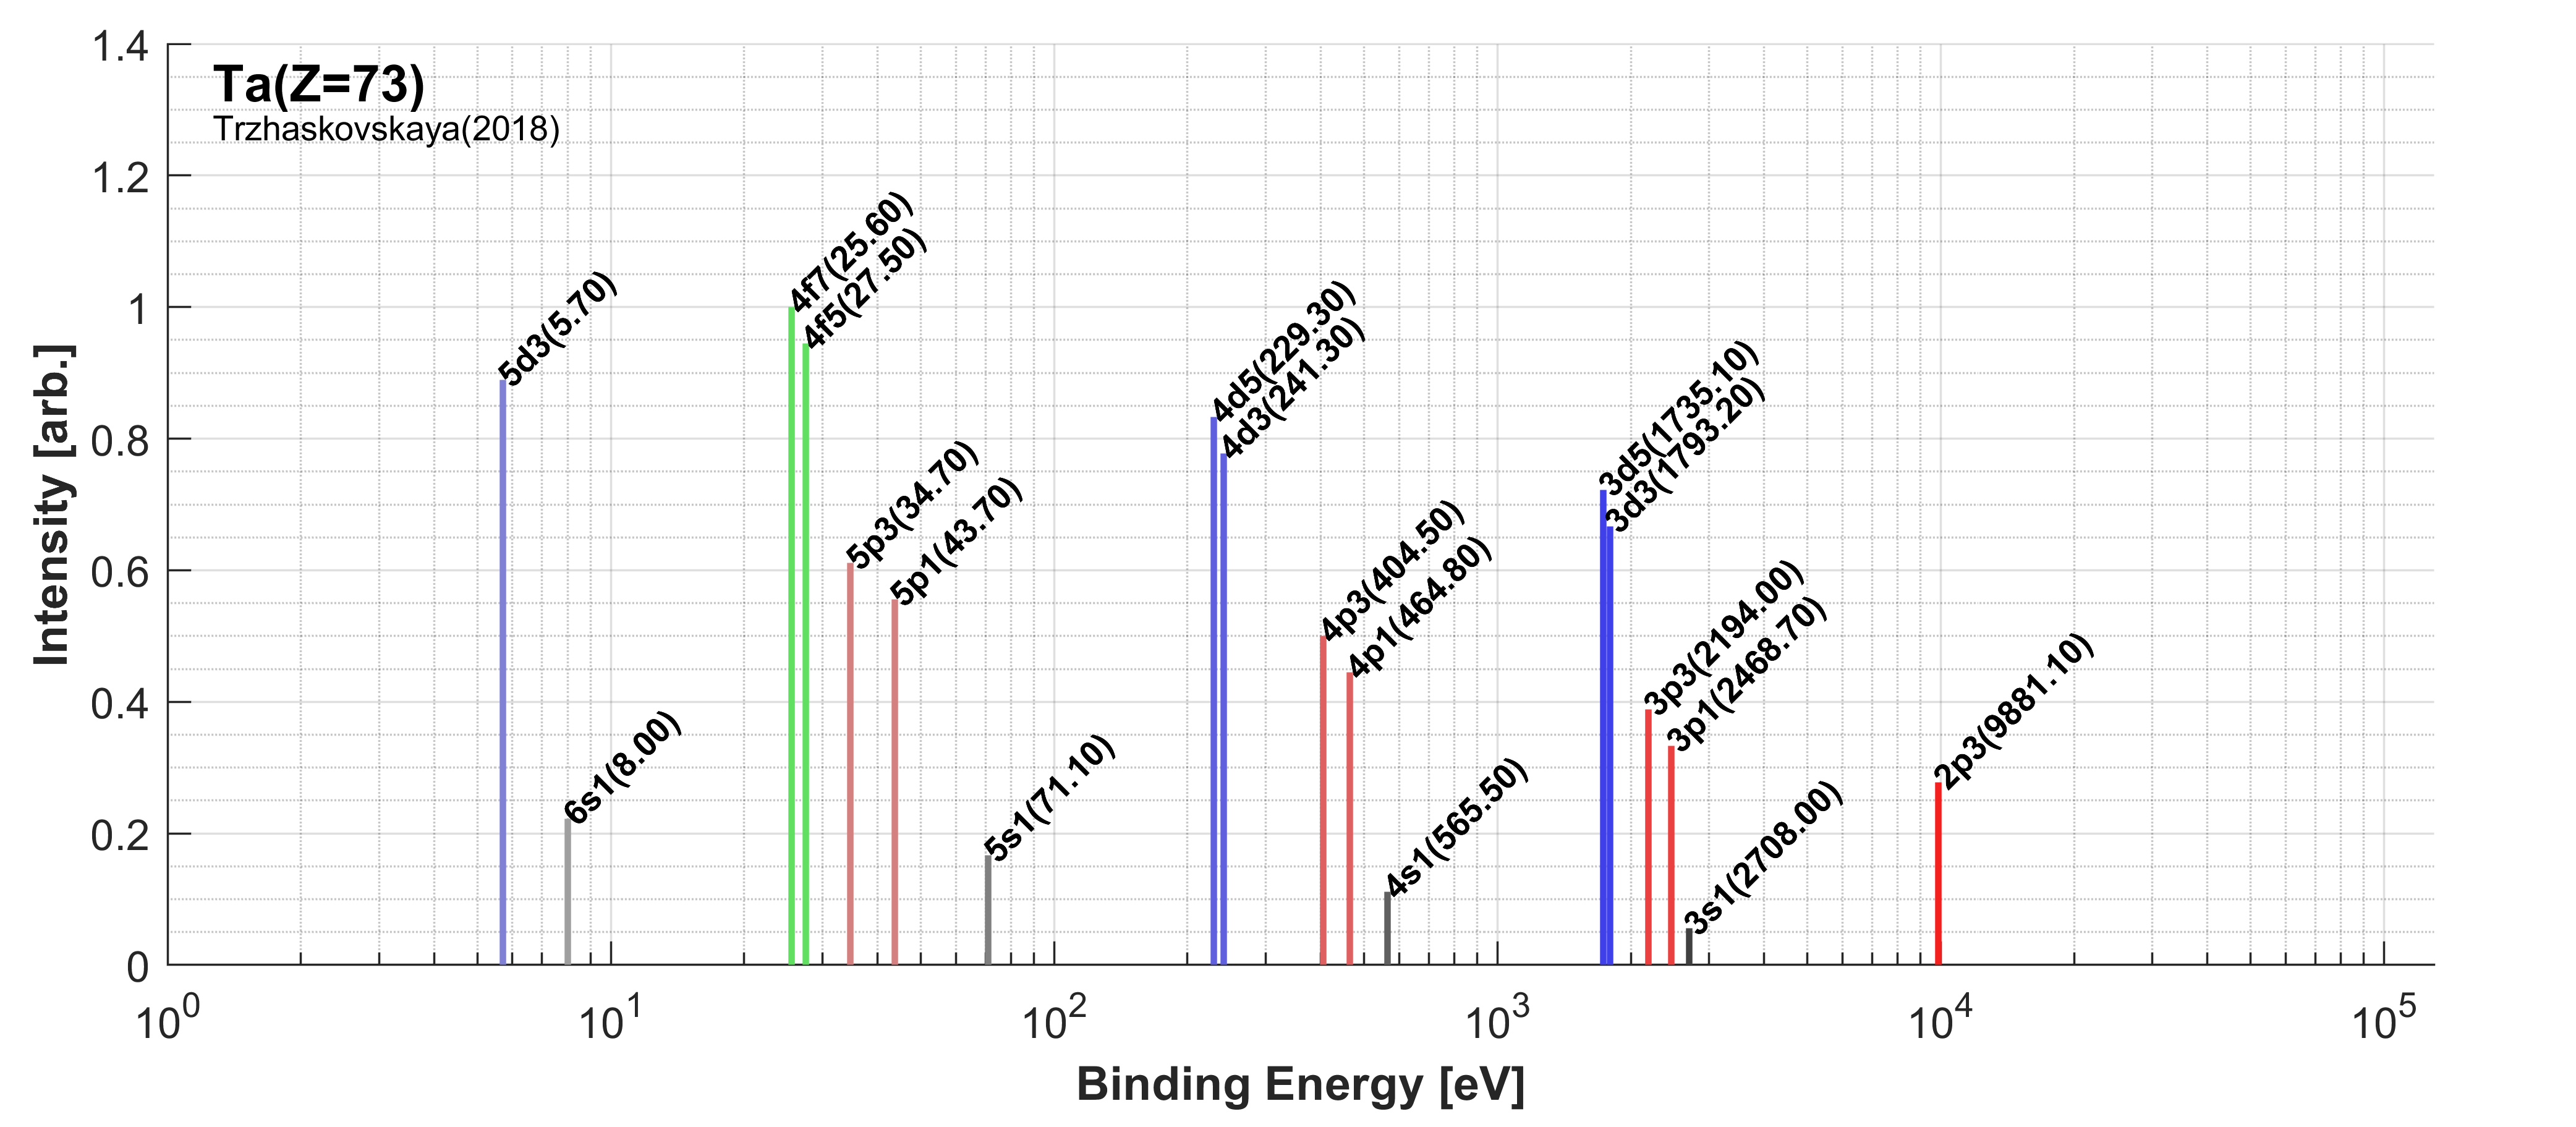 Ta(Z=73)
Trzhaskovskaya(2018)
Intensity [arb.]
1.4
1.2
1
0.8
0.6
0.4
0.2
0
5d3(5.70)
6s1(8.00)
4f7(25.60)
4f5(27.50)
5p3(34.70)
5p1(43.70)
5s1(71.10)
4d5(229.30)
4d3(241.30)
4p3(404.50)
4p1(464.80)
4s1(565.50)
3d5(1735.10)
3d3(1793.20)
3p3(2194.00)
3p1(2468.70)
3s1(2708.00)
2p3(9881.10)
10^0 10^1 10^2 10^3 10^4 10^5
Binding Energy [eV]